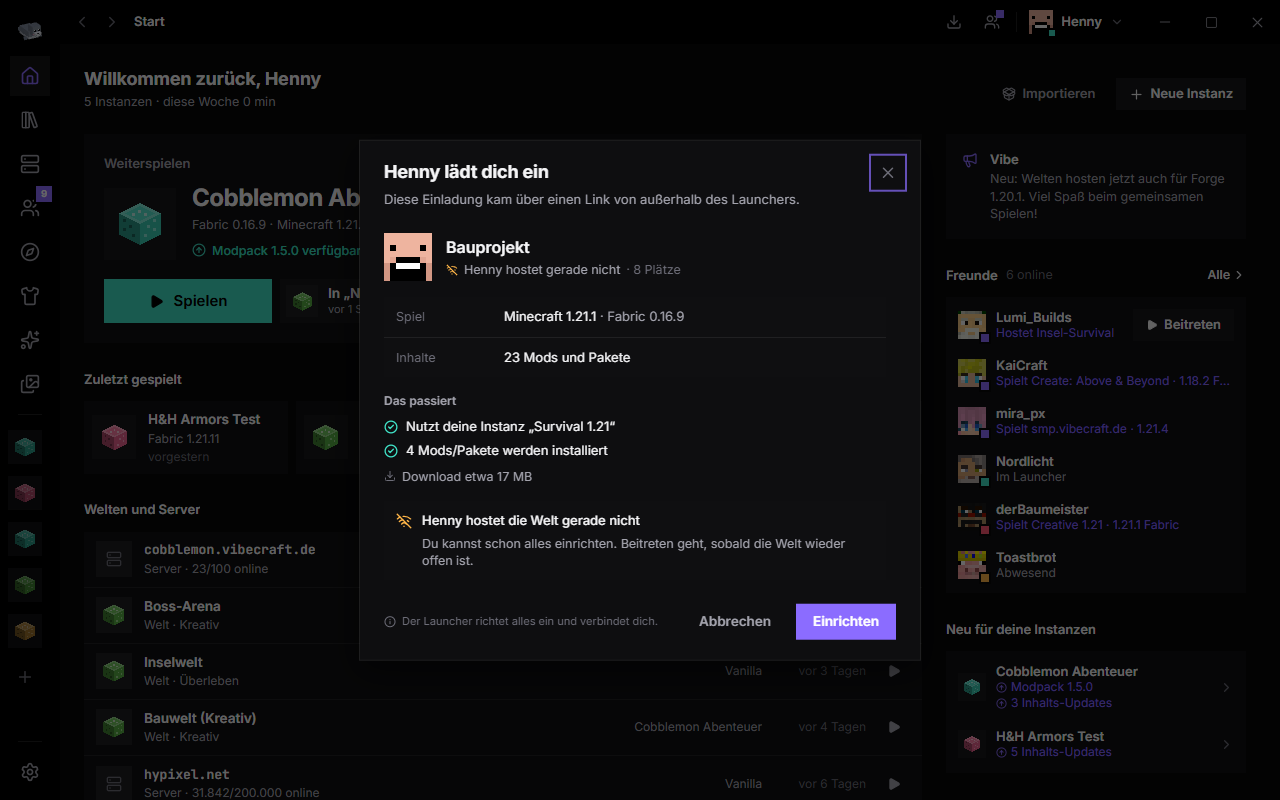 Start
Henny
Willkommen zurück, Henny
5 Instanzen · diese Woche 0 min
Importieren
Neue Instanz
9
Weiterspielen
Cobblemon Ab
Fabric 0.16.9 · Minecraft 1.21.
Modpack 1.5.0 verfügbar
Spielen
In „N
vor 1 S
Zuletzt gespielt
H&H Armors Test
Fabric 1.21.11
vorgestern
Welten und Server
cobblemon.vibecraft.de
Server · 23/100 online
Boss-Arena
Welt · Kreativ
Inselwelt
Welt · Überleben
Vanilla
vor 3 Tagen
Bauwelt (Kreativ)
Welt · Kreativ
Cobblemon Abenteuer
vor 4 Tagen
hypixel.net
Server · 31.842/200.000 online
Vanilla
vor 6 Tagen
Henny lädt dich ein
Diese Einladung kam über einen Link von außerhalb des Launchers.
Bauprojekt
Henny hostet gerade nicht · 8 Plätze
Spiel
Minecraft 1.21.1 · Fabric 0.16.9
Inhalte
23 Mods und Pakete
Das passiert
Nutzt deine Instanz „Survival 1.21“
4 Mods/Pakete werden installiert
Download etwa 17 MB
Henny hostet die Welt gerade nicht
Du kannst schon alles einrichten. Beitreten geht, sobald die Welt wieder
offen ist.
Der Launcher richtet alles ein und verbindet dich.
Abbrechen
Einrichten
Vibe
Neu: Welten hosten jetzt auch für Forge
1.20.1. Viel Spaß beim gemeinsamen
Spielen!
Freunde 6 online
Alle
Lumi_Builds
Hostet Insel-Survival
Beitreten
KaiCraft
Spielt Create: Above & Beyond · 1.18.2 F...
mira_px
Spielt smp.vibecraft.de · 1.21.4
Nordlicht
Im Launcher
derBaumeister
Spielt Creative 1.21 · 1.21.1 Fabric
Toastbrot
Abwesend
Neu für deine Instanzen
Cobblemon Abenteuer
Modpack 1.5.0
3 Inhalts-Updates
H&H Armors Test
5 Inhalts-Updates